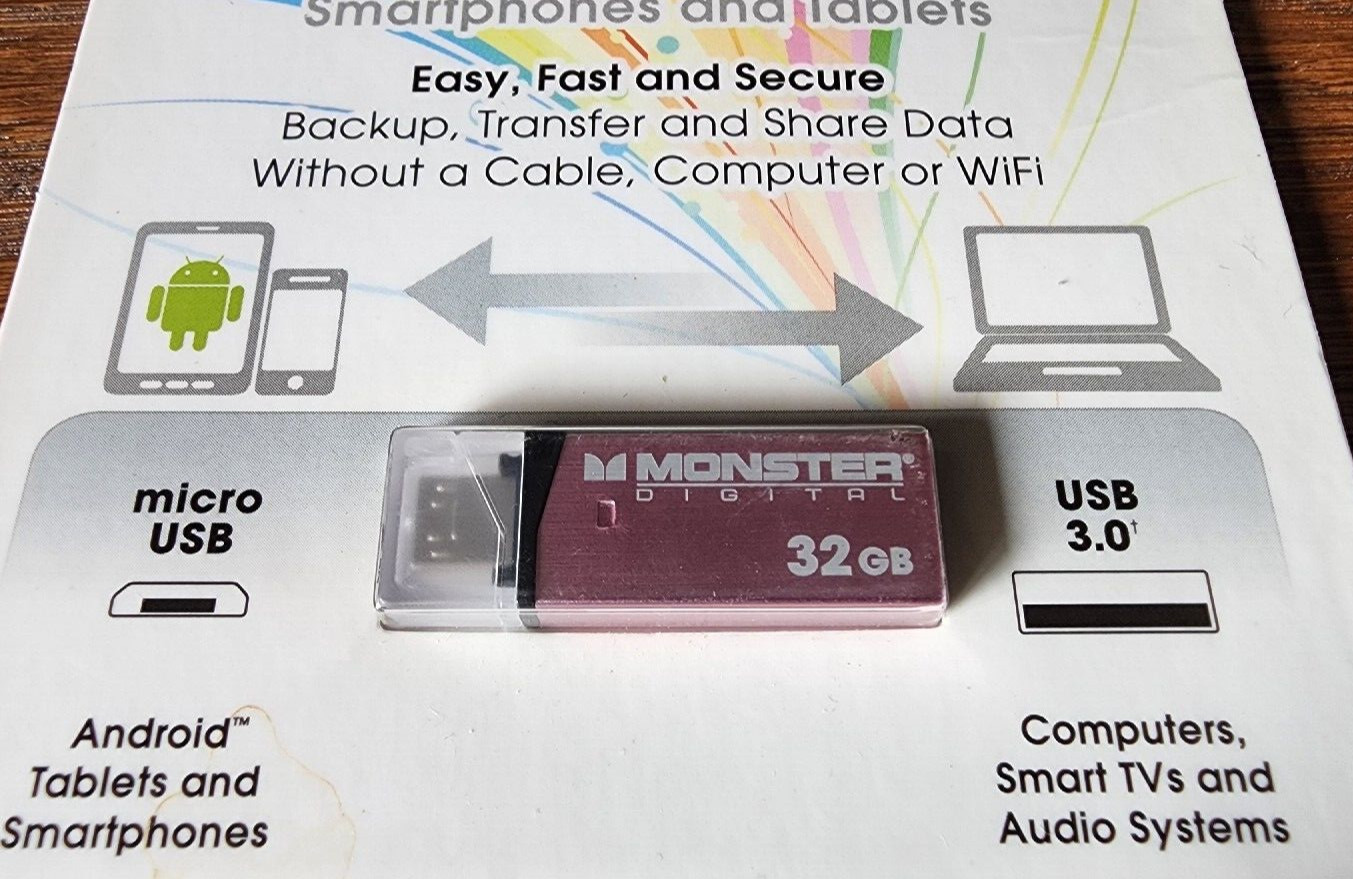 Smartphones and Tablets
Easy, Fast and Secure
Backup, Transfer and Share Data
Without a Cable, Computer or WiFi
MONSTER®
DIGITAL
32GB
micro
USB
USB
3.0†
Android™
Tablets and
Smartphones
Computers,
Smart TVs and
Audio Systems